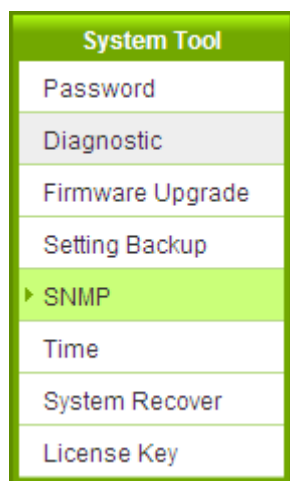 System Tool
Password
Diagnostic
Firmware Upgrade
Setting Backup
SNMP
Time
System Recover
License Key